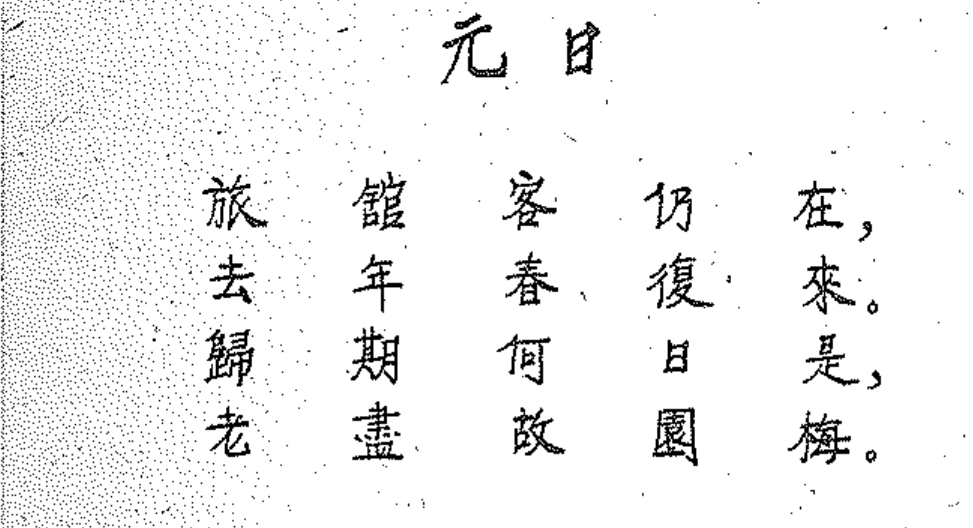 元日
旅館客仍在，
去年春復來。
歸期何日是，
老盡故園梅。